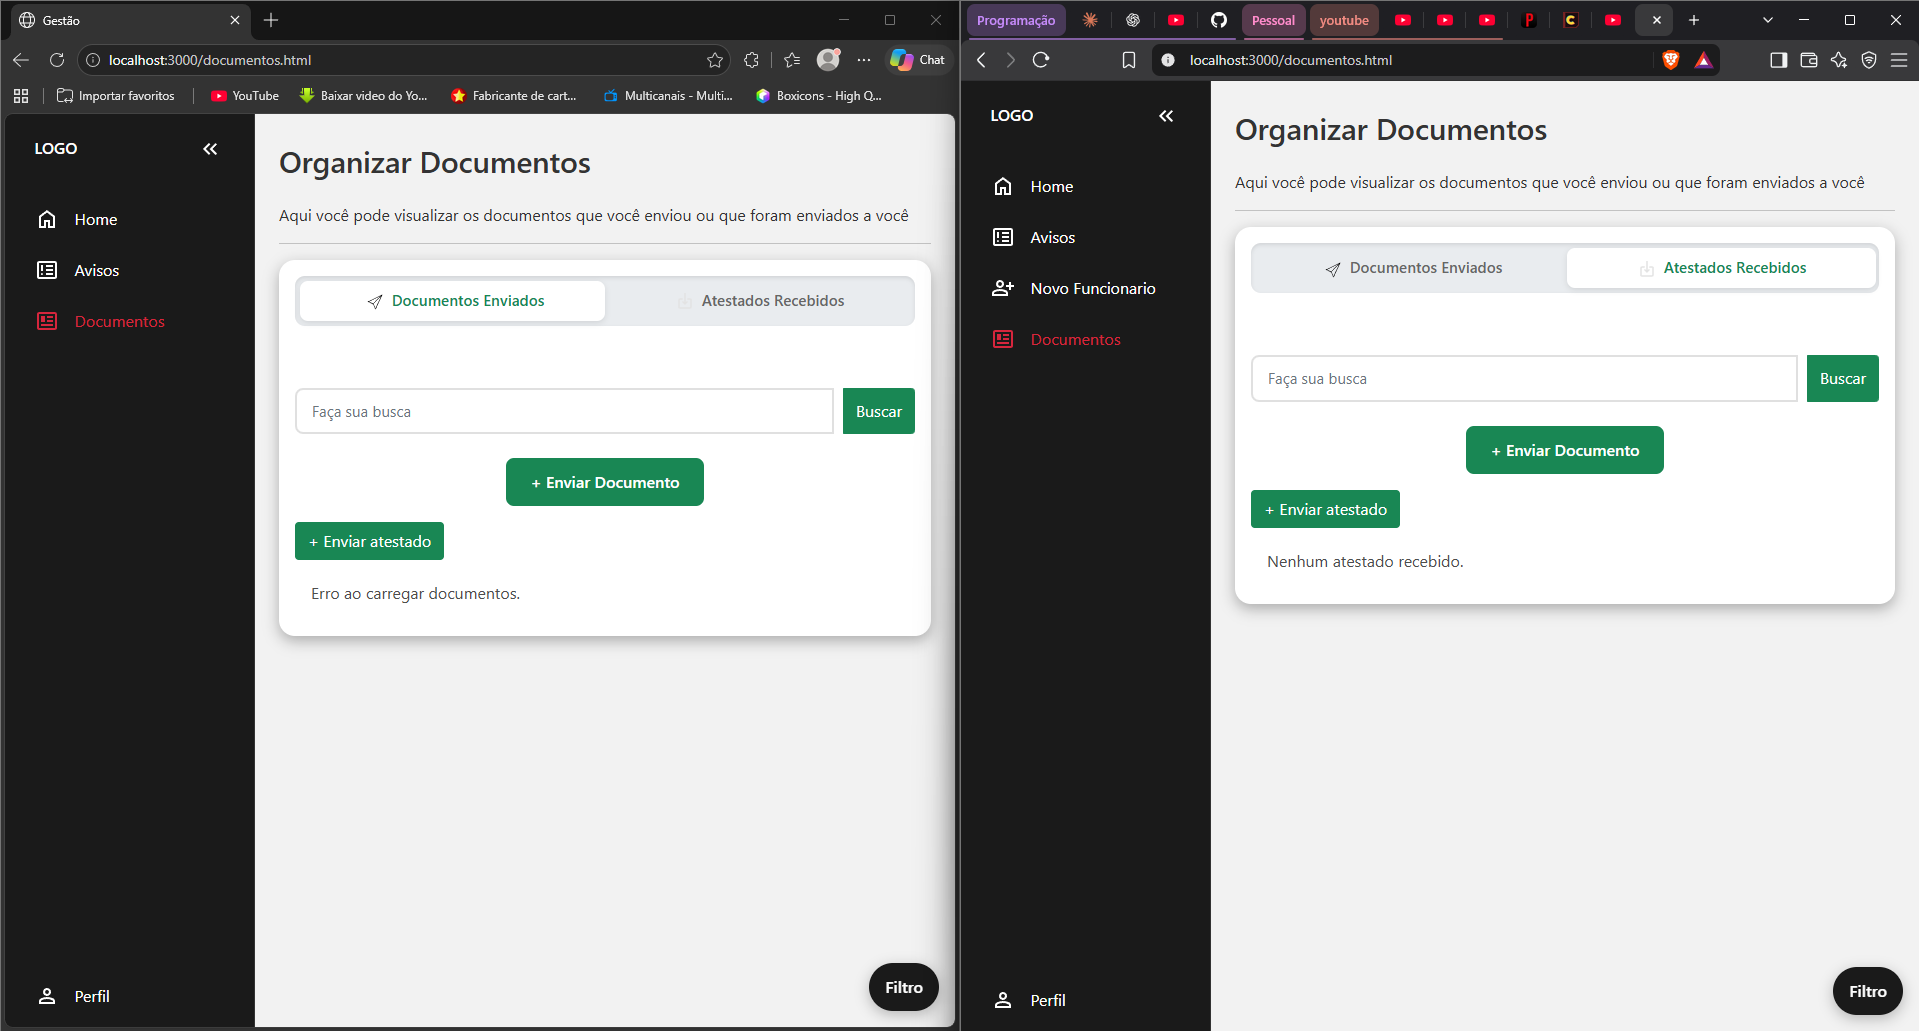 Gestão
localhost:3000/documentos.html
Chat
Importar favoritos
YouTube
Baixar video do Yo...
Fabricante de cart...
Multicanais - Multi...
Boxicons - High Q...
LOGO
Home
Avisos
Documentos
Perfil
Organizar Documentos
Aqui você pode visualizar os documentos que você enviou ou que foram enviados a você
Documentos Enviados
Atestados Recebidos
Faça sua busca
Buscar
+ Enviar Documento
+ Enviar atestado
Erro ao carregar documentos.
Filtro
Programação
Pessoal
youtube
localhost:3000/documentos.html
LOGO
Home
Avisos
Novo Funcionario
Documentos
Perfil
Organizar Documentos
Aqui você pode visualizar os documentos que você enviou ou que foram enviados a você
Documentos Enviados
Atestados Recebidos
Faça sua busca
Buscar
+ Enviar Documento
+ Enviar atestado
Nenhum atestado recebido.
Filtro